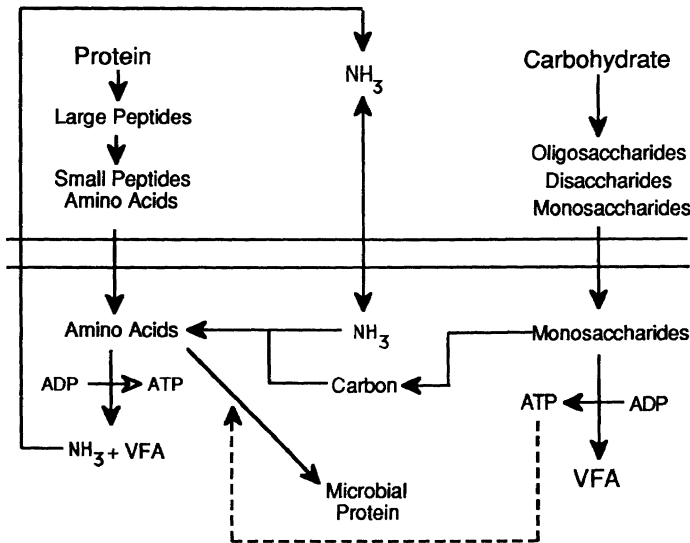 Protein
NH3
Carbohydrate
Large Peptides
Small Peptides
Amino Acids
Oligosaccharides
Disaccharides
Monosaccharides
Amino Acids
NH3
Monosaccharides
ADP
ATP
Carbon
ATP
ADP
NH3 + VFA
VFA
Microbial
Protein